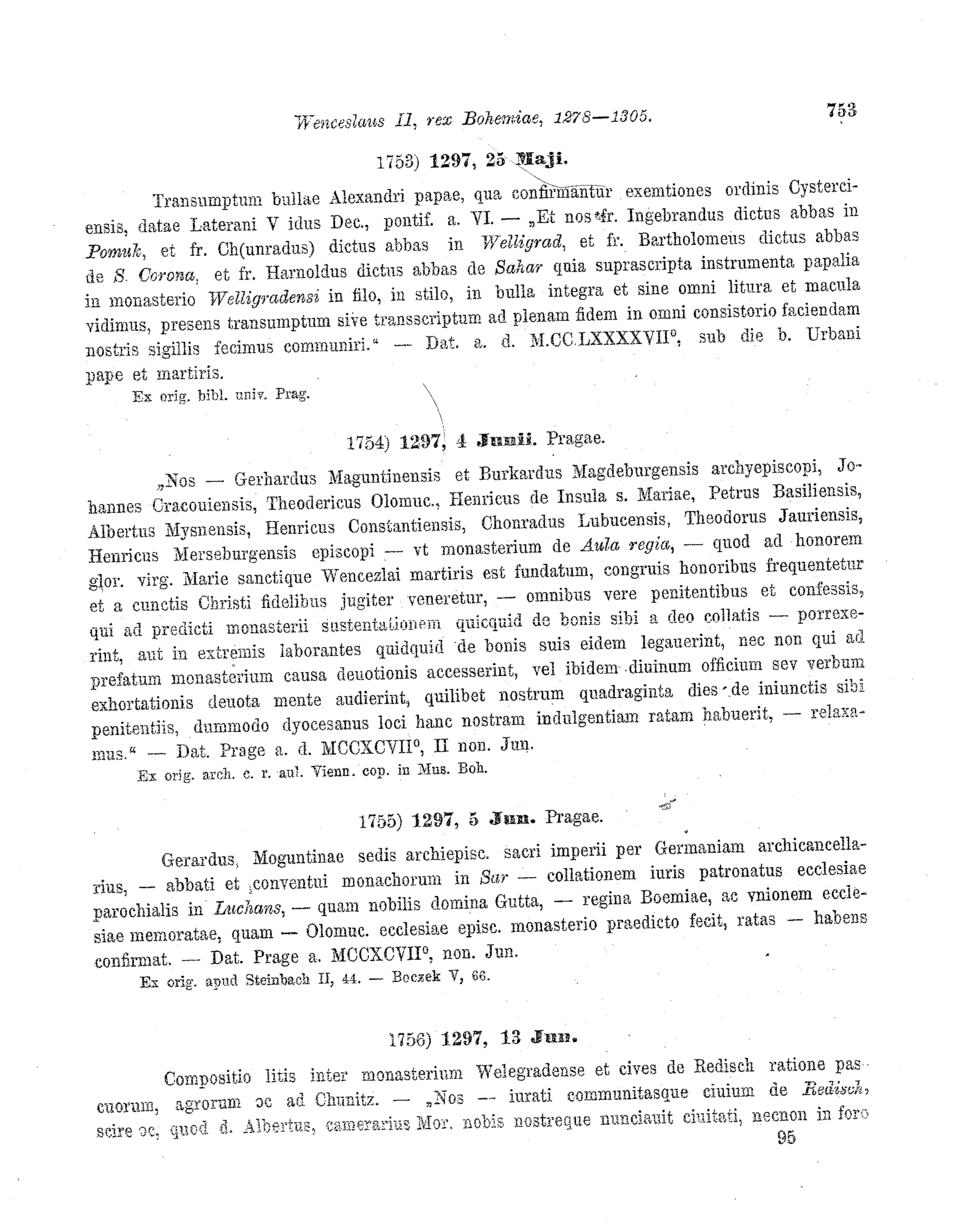 Wenceslaus II, rex Bohemiae, 1278—1305.
753
1753) 1297, 25 Maji.
Transumptum bullae Alexandri papae, qua confirmantur exemtiones ordinis Cysterci-
ensis, datae Laterani V idus Dec., pontif. a. VI. — „Et nos fr. Ingebrandus dictus abbas in
Pomuk, et fr. Ch(unradus) dictus abbas in Welligrad, et fr. Bartholomeus dictus abbas
de S. Corona, et fr. Harnoldus dictus abbas de Sahar quia suprascripta instrumenta papalia
in monasterio Welligradensi in filo, in stilo, in bulla integra et sine omni litura et macula
vidimus, presens transumptum sive transscriptum ad plenam fidem in omni consistorio faciendam
nostris sigillis fecimus communiri.“ — Dat. a. d. M.CC.LXXXXVII⁰, sub die b. Urbani
pape et martiris.
Ex orig. bibl. univ. Prag.
1754) 1297, 4 Junii. Pragae.
„Nos — Gerhardus Maguntinensis et Burkardus Magdeburgensis archyepiscopi, Jo-
hannes Cracouiensis, Theodericus Olomuc., Henricus de Insula s. Mariae, Petrus Basiliensis,
Albertus Mysnensis, Henricus Constantiensis, Chonradus Lubucensis, Theodorus Jauriensis,
Henricus Merseburgensis episcopi — vt monasterium de Aula regia, — quod ad honorem
glor. virg. Marie sanctique Wencezlai martiris est fundatum, congruis honoribus frequentetur
et a cunctis Christi fidelibus jugiter veneretur, — omnibus vere penitentibus et confessis,
qui ad predicti monasterii sustentationem quicquid de bonis sibi a deo collatis — porrexe-
rint, aut in extremis laborantes quidquid de bonis suis eidem legauerint, nec non qui ad
prefatum monasterium causa deuotionis accesserint, vel ibidem diuinum officium sev verbum
exhortationis deuota mente audierint, quilibet nostrum quadraginta dies de iniunctis sibi
penitentiis, dummodo dyocesanus loci hanc nostram indulgentiam ratam habuerit, — relaxa-
mus.“ — Dat. Prage a. d. MCCXCVII⁰, II non. Jun.
Ex orig. arch. c. r. aul. Vienn. cop. in Mus. Boh.
1755) 1297, 5 Jun. Pragae.
Gerardus, Moguntinae sedis archiepisc. sacri imperii per Germaniam archicancella-
rius, — abbati et conventui monachorum in Sar — collationem iuris patronatus ecclesiae
parochialis in Luchans, — quam nobilis domina Gutta, — regina Boemiae, ac vnionem eccle-
siae memoratae, quam — Olomuc. ecclesiae episc. monasterio praedicto fecit, ratas — habens
confirmat. — Dat. Prage a. MCCXCVII⁰, non. Jun.
Ex orig. apud Steinbach II, 44. — Boczek V, 66.
1756) 1297, 13 Jun.
Compositio litis inter monasterium Welegradense et cives de Redisch ratione pas-
cuorum, agrorum ɔc ad Chunitz. — „Nos — iurati communitasque ciuium de Redisch,
scire ɔc, quod d. Albertus, camerarius Mor. nobis nostreque nunciauit ciuitati, necnon in foro
95